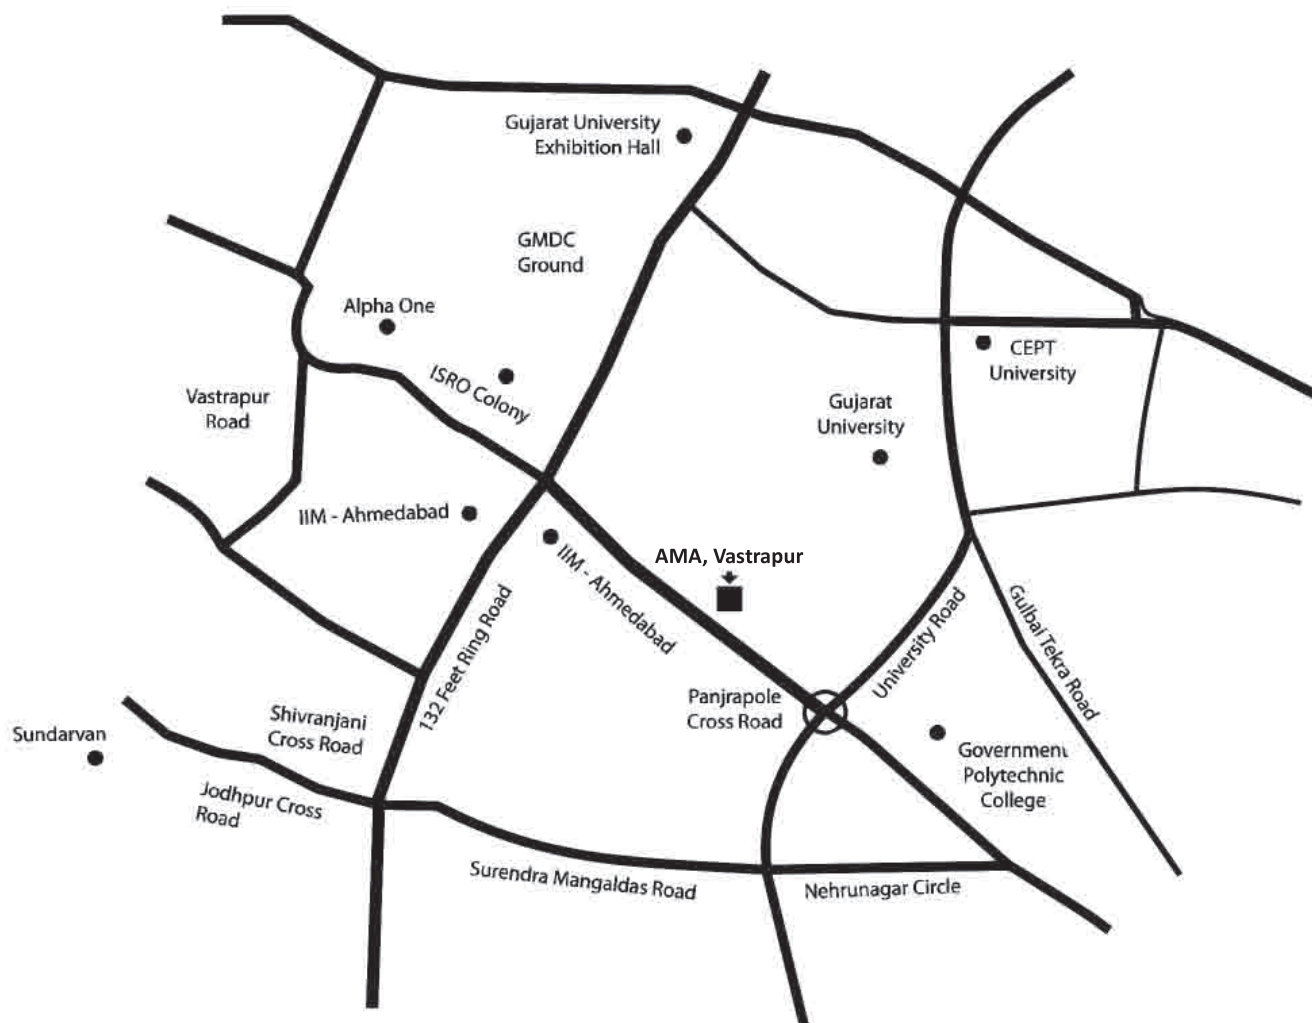 Gujarat University
Exhibition Hall
GMDC
Ground
Alpha One
ISRO Colony
CEPT
University
Vastrapur
Road
Gujarat
University
IIM - Ahmedabad
IIM - Ahmedabad
AMA, Vastrapur
132 Feet Ring Road
University Road
Gulbai Tekra Road
Panjrapole
Cross Road
Shivranjani
Cross Road
Sundarvan
Government
Polytechnic
College
Jodhpur Cross
Road
Surendra Mangaldas Road
Nehrunagar Circle